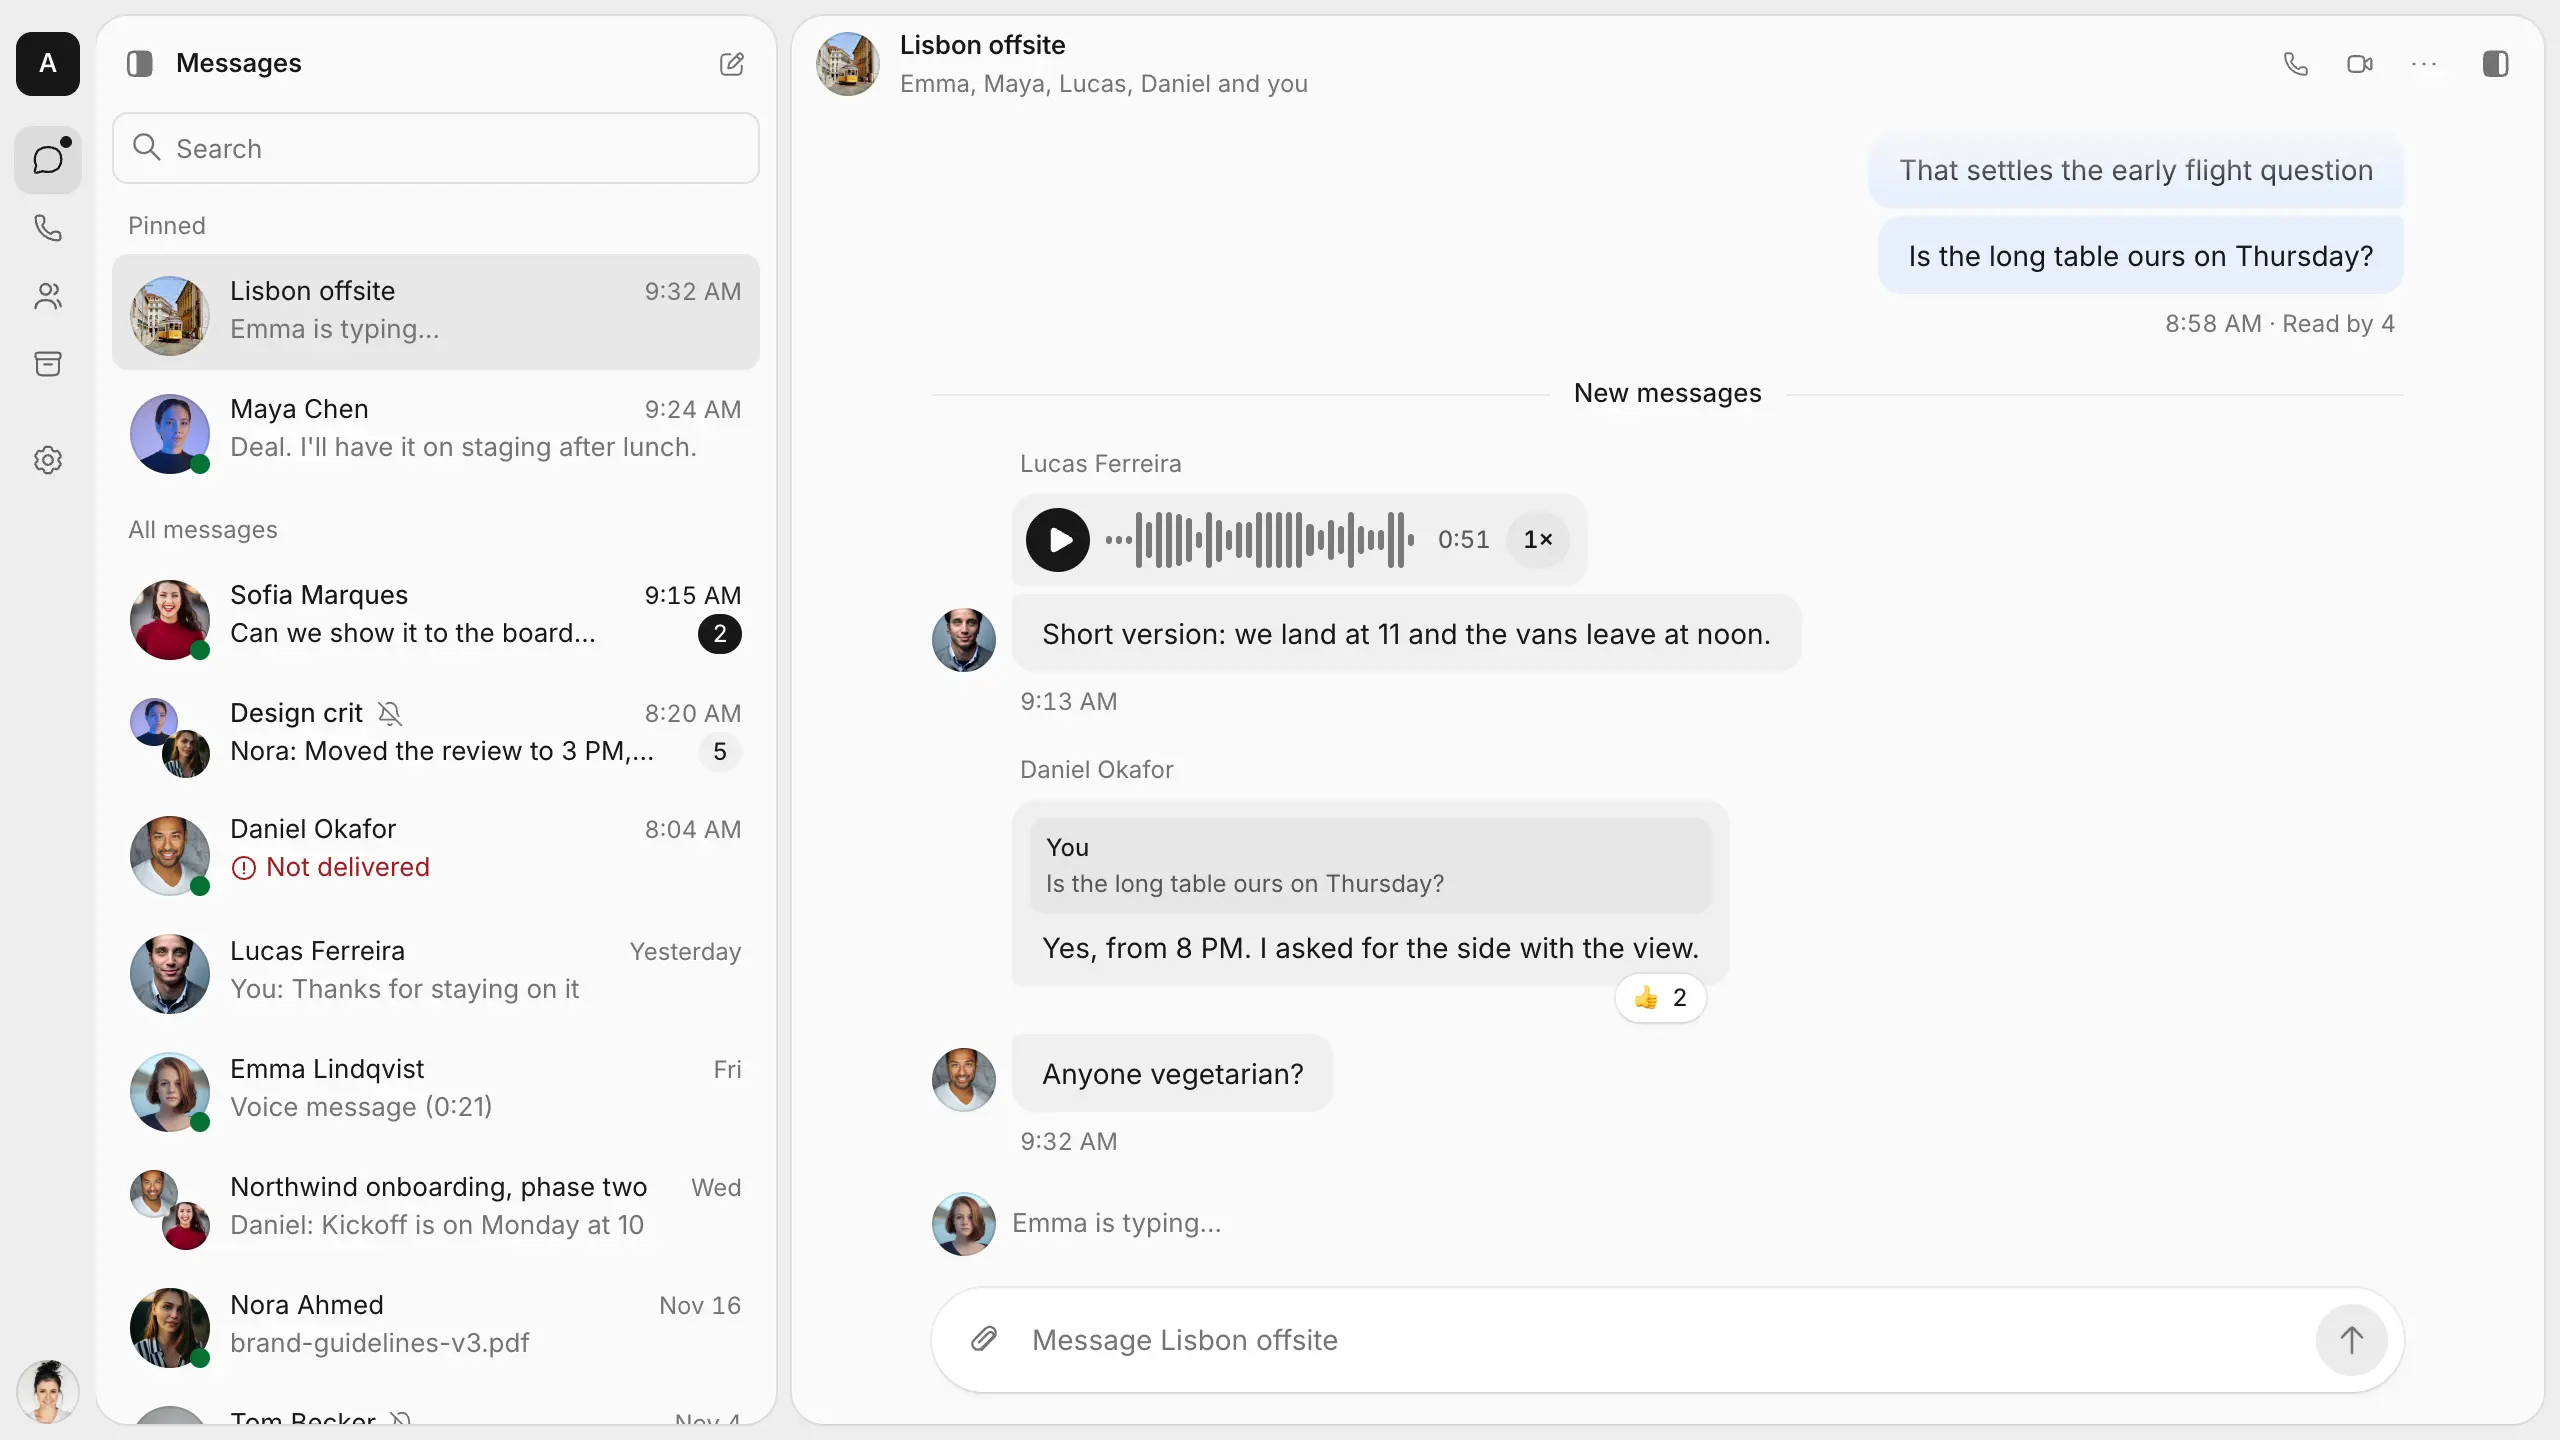 A
Messages
Search
Pinned
Lisbon offsite
9:32 AM
Emma is typing...
Maya Chen
9:24 AM
Deal. I'll have it on staging after lunch.
All messages
Sofia Marques
9:15 AM
Can we show it to the board...
2
Design crit
8:20 AM
Nora: Moved the review to 3 PM,...
5
Daniel Okafor
8:04 AM
Not delivered
Lucas Ferreira
Yesterday
You: Thanks for staying on it
Emma Lindqvist
Fri
Voice message (0:21)
Northwind onboarding, phase two
Wed
Daniel: Kickoff is on Monday at 10
Nora Ahmed
Nov 16
brand-guidelines-v3.pdf
Tom Becker
Nov 4
Lisbon offsite
Emma, Maya, Lucas, Daniel and you
That settles the early flight question
Is the long table ours on Thursday?
8:58 AM · Read by 4
New messages
Lucas Ferreira
0:51
1×
Short version: we land at 11 and the vans leave at noon.
9:13 AM
Daniel Okafor
You
Is the long table ours on Thursday?
Yes, from 8 PM. I asked for the side with the view.
👍 2
Anyone vegetarian?
9:32 AM
Emma is typing...
Message Lisbon offsite